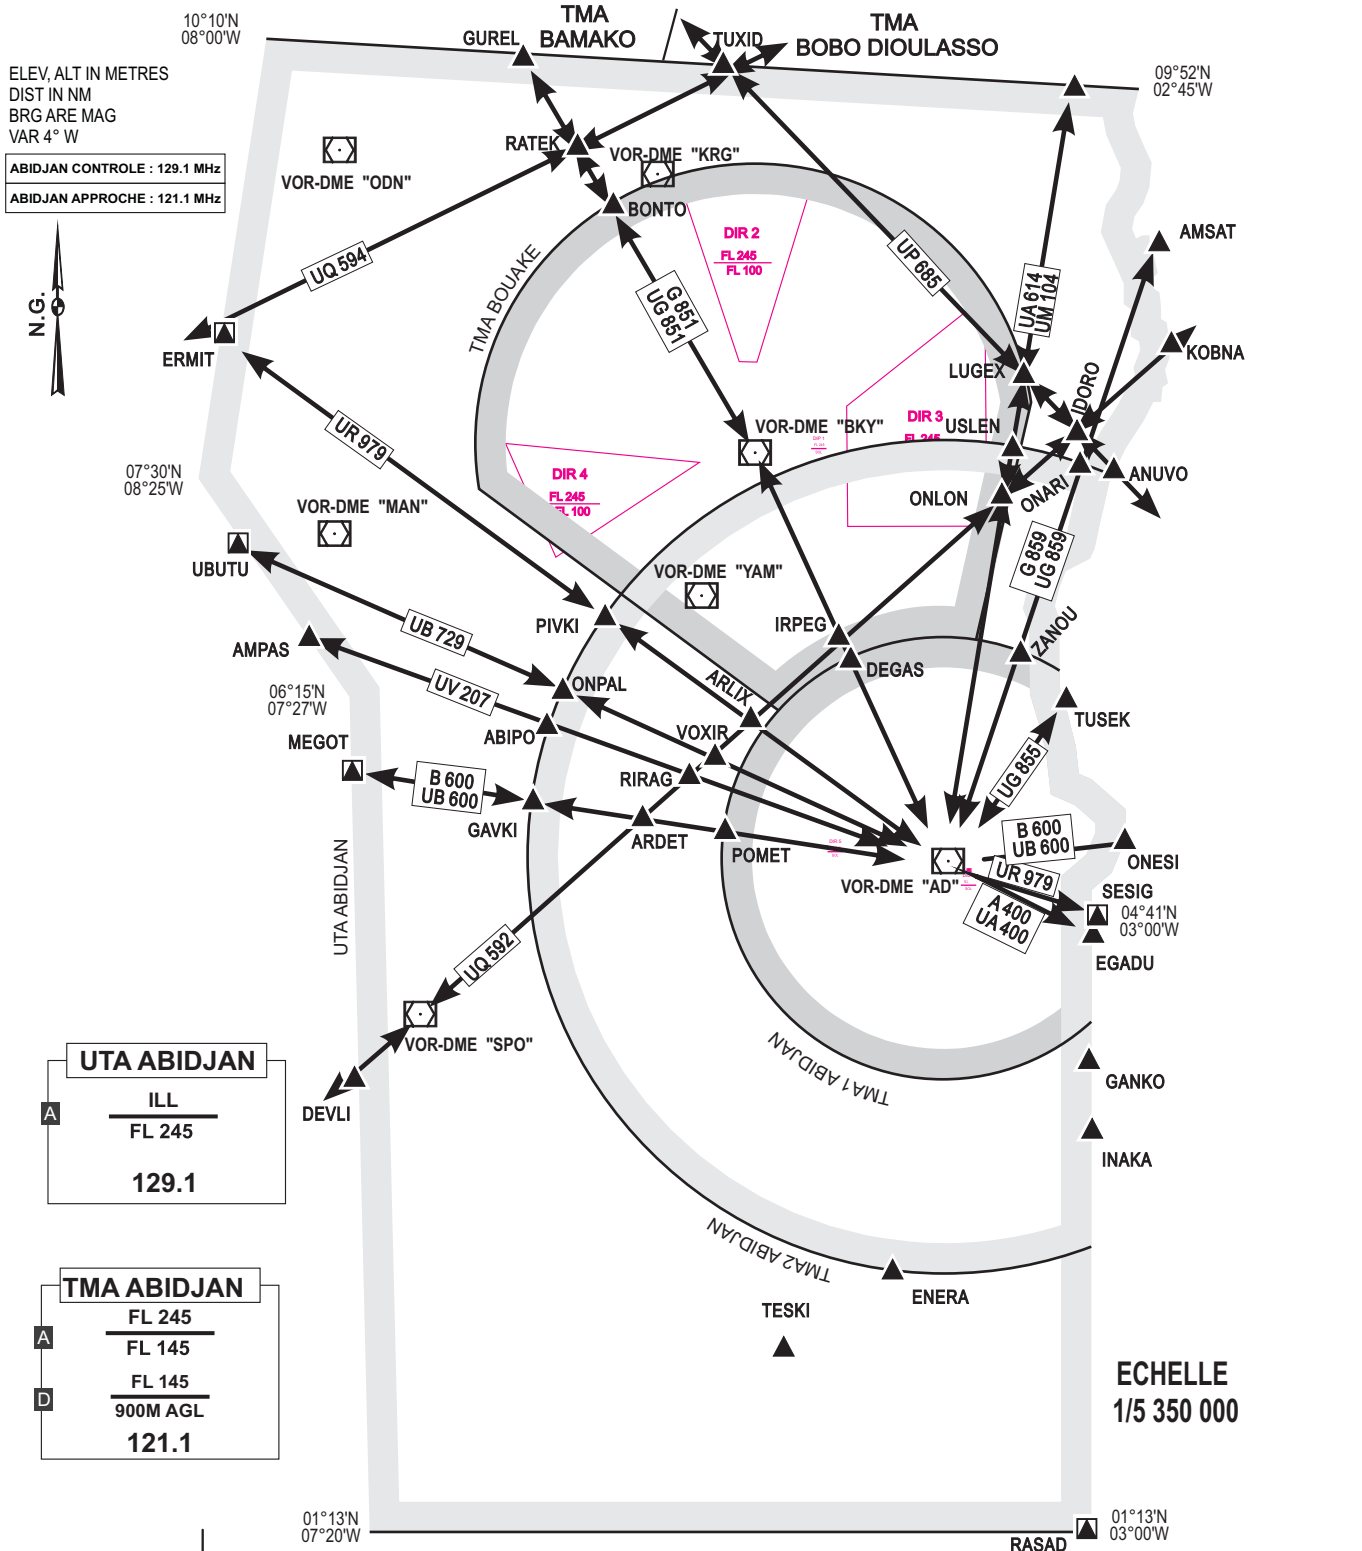 10°10'N
08°00'W
TMA
BAMAKO
TMA
BOBO DIOULASSO
GUREL
TUXID
09°52'N
02°45'W
ELEV, ALT IN METRES
DIST IN NM
BRG ARE MAG
VAR 4° W
ABIDJAN CONTROLE : 129.1 MHz
ABIDJAN APPROCHE : 121.1 MHz
N.G.
VOR-DME "ODN"
RATEK
VOR-DME "KRG"
BONTO
DIR 2
FL 245
FL 100
AMSAT
UQ 594
TMA BOUAKE
G 851
UG 851
UP 685
UA 614
UM 104
ERMIT
KOBNA
LUGEX
IDORO
UR 979
DIR 3
FL 245
USLEN
VOR-DME "BKY"
DIR 4
FL 245
FL 100
07°30'N
08°25'W
ONLON
ONARI
ANUVO
VOR-DME "MAN"
UBUTU
VOR-DME "YAM"
G 859
UG 859
PIVKI
IRPEG
ZANOU
UB 729
AMPAS
DEGAS
UV 207
ONPAL
ARLIX
06°15'N
07°27'W
TUSEK
ABIPO
VOXIR
MEGOT
RIRAG
UG 855
B 600
UB 600
GAVKI
ARDET
POMET
B 600
UB 600
ONESI
UTA ABIDJAN
VOR-DME "AD"
UR 979
SESIG
A 400
UA 400
04°41'N
03°00'W
EGADU
UQ 592
VOR-DME "SPO"
TMA1 ABIDJAN
DEVLI
GANKO
INAKA
UTA ABIDJAN
A
ILL
FL 245
129.1
TMA2 ABIDJAN
ENERA
TESKI
TMA ABIDJAN
A
FL 245
FL 145
D
FL 145
900M AGL
121.1
ECHELLE
1/5 350 000
01°13'N
07°20'W
01°13'N
03°00'W
RASAD